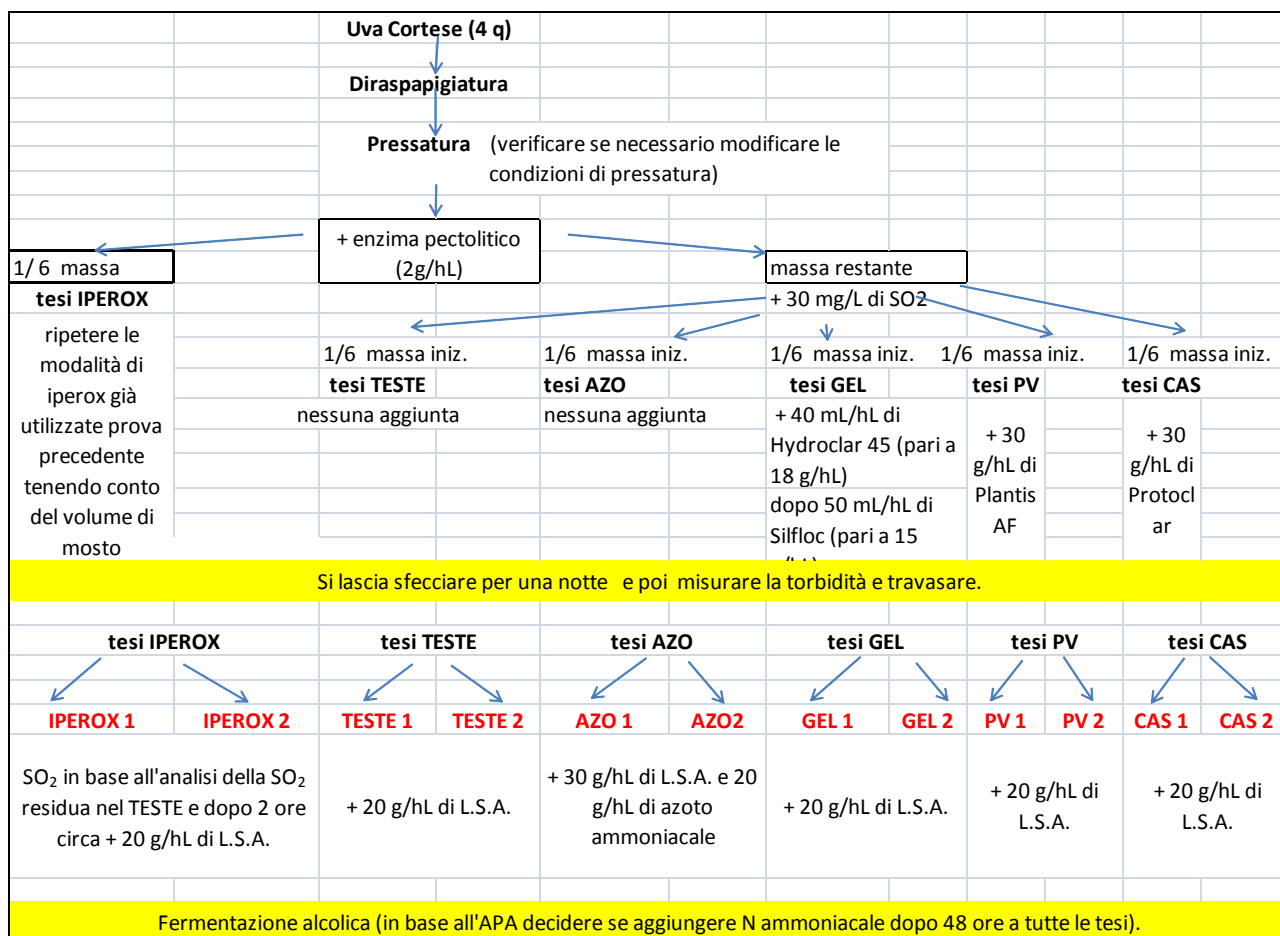 Uva Cortese (4 q)
Diraspapigiatura
Pressatura (verificare se necessario modificare le
condizioni di pressatura)
+ enzima pectolitico
(2g/hL)
1/ 6 massa
massa restante
tesi IPEROX
+ 30 mg/L di SO2
ripetere le
modalità di
iperox già
utilizzate prova
precedente
tenendo conto
del volume di
mosto
1/6 massa iniz.
tesi TESTE
nessuna aggiunta
1/6 massa iniz.
tesi AZO
nessuna aggiunta
1/6 massa iniz.
tesi GEL
+ 40 mL/hL di
Hydroclar 45 (pari a
18 g/hL)
dopo 50 mL/hL di
Silfloc (pari a 15
1/6 massa iniz.
tesi PV
+ 30
g/hL di
Plantis
AF
1/6 massa iniz.
tesi CAS
+ 30
g/hL di
Protocl
ar
Si lascia sfecciare per una notte e poi misurare la torbidità e travasare.
tesi IPEROX tesi TESTE tesi AZO tesi GEL tesi PV tesi CAS
IPEROX 1 IPEROX 2 TESTE 1 TESTE 2 AZO 1 AZO2 GEL 1 GEL 2 PV 1 PV 2 CAS 1 CAS 2
SO₂ in base all'analisi della SO₂
residua nel TESTE e dopo 2 ore
circa + 20 g/hL di L.S.A.
+ 20 g/hL di L.S.A.
+ 30 g/hL di L.S.A. e 20
g/hL di azoto
ammoniacale
+ 20 g/hL di L.S.A.
+ 20 g/hL di
L.S.A.
+ 20 g/hL di
L.S.A.
Fermentazione alcolica (in base all'APA decidere se aggiungere N ammoniacale dopo 48 ore a tutte le tesi).